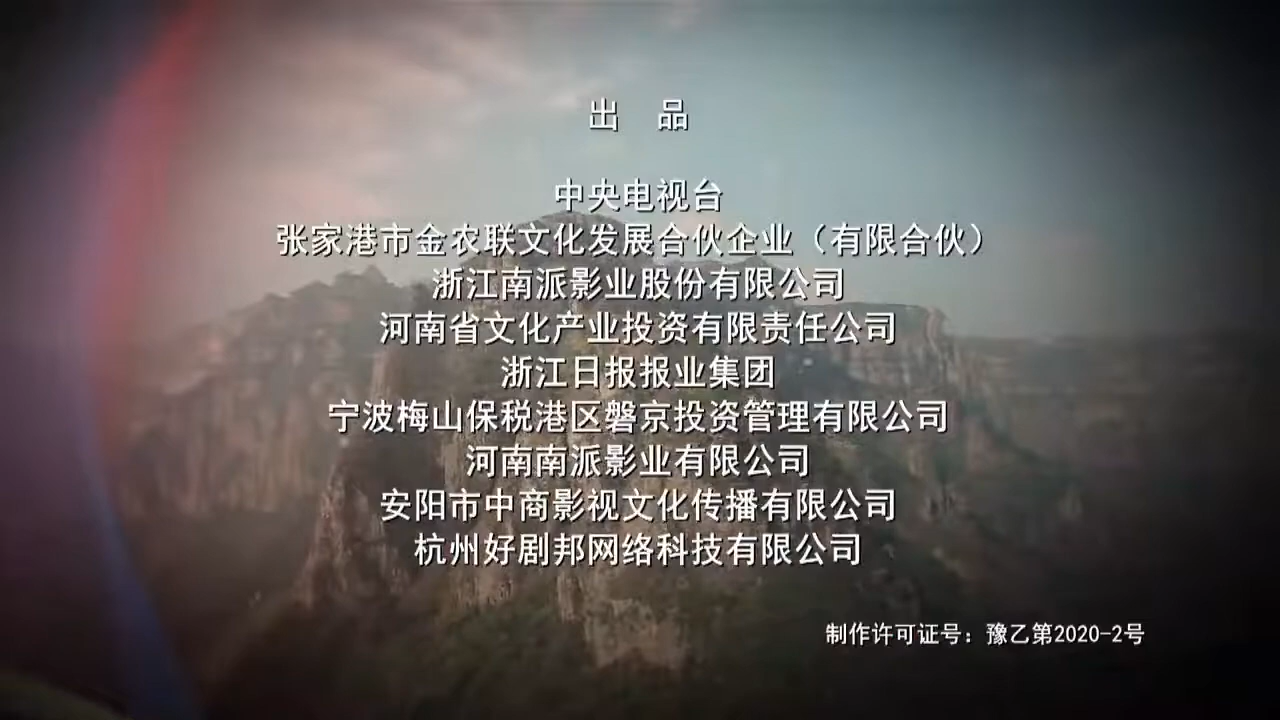 出 品
中央电视台
张家港市金农联文化发展合伙企业（有限合伙）
浙江南派影业股份有限公司
河南省文化产业投资有限责任公司
浙江日报报业集团
宁波梅山保税港区磐京投资管理有限公司
河南南派影业有限公司
安阳市中商影视文化传播有限公司
杭州好剧邦网络科技有限公司
制作许可证号：豫乙第2020-2号